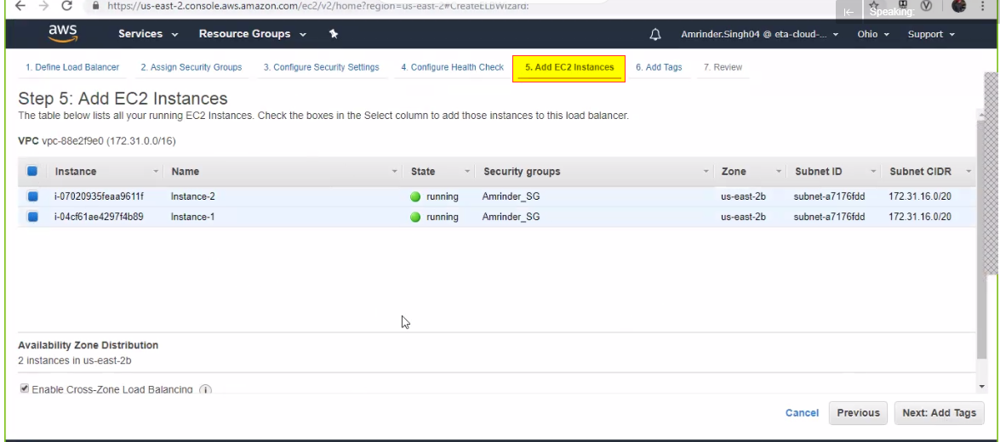 https://us-east-2.console.aws.amazon.com/ec2/v2/home?region=us-east-2#CreateELBWizard:
Speaking:
aws Services Resource Groups Amrinder.Singh04 @ eta-cloud-... Ohio Support
1. Define Load Balancer 2. Assign Security Groups 3. Configure Security Settings 4. Configure Health Check 5. Add EC2 Instances 6. Add Tags 7. Review
Step 5: Add EC2 Instances
The table below lists all your running EC2 Instances. Check the boxes in the Select column to add those instances to this load balancer.
VPC vpc-88e2f9e0 (172.31.0.0/16)
Instance Name State Security groups Zone Subnet ID Subnet CIDR
i-07020935feaa9611f Instance-2 running Amrinder_SG us-east-2b subnet-a7176fdd 172.31.16.0/20
i-04cf61ae4297f4b89 Instance-1 running Amrinder_SG us-east-2b subnet-a7176fdd 172.31.16.0/20
Availability Zone Distribution
2 instances in us-east-2b
Enable Cross-Zone Load Balancing
Cancel Previous Next: Add Tags